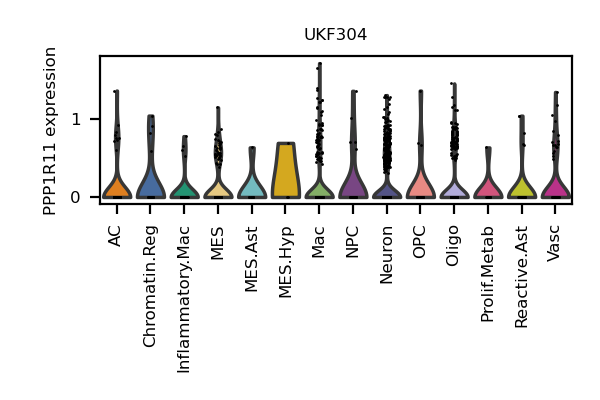 UKF304
PPP1R11 expression
1
0
AC
Chromatin.Reg
Inflammatory.Mac
MES
MES.Ast
MES.Hyp
Mac
NPC
Neuron
OPC
Oligo
Prolif.Metab
Reactive.Ast
Vasc